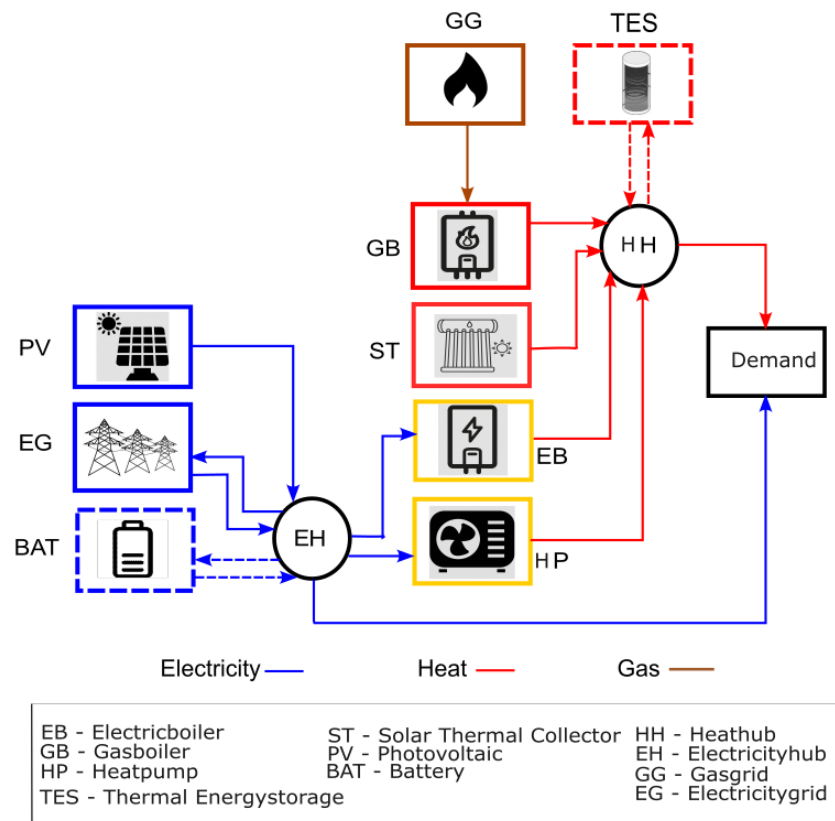 GG
TES
GB
HH
PV
ST
Demand
EG
EB
BAT
EH
HP
Electricity
Heat
Gas
EB - Electricboiler
GB - Gasboiler
HP - Heatpump
TES - Thermal Energystorage
ST - Solar Thermal Collector
PV - Photovoltaic
BAT - Battery
HH - Heathub
EH - Electricityhub
GG - Gasgrid
EG - Electricitygrid